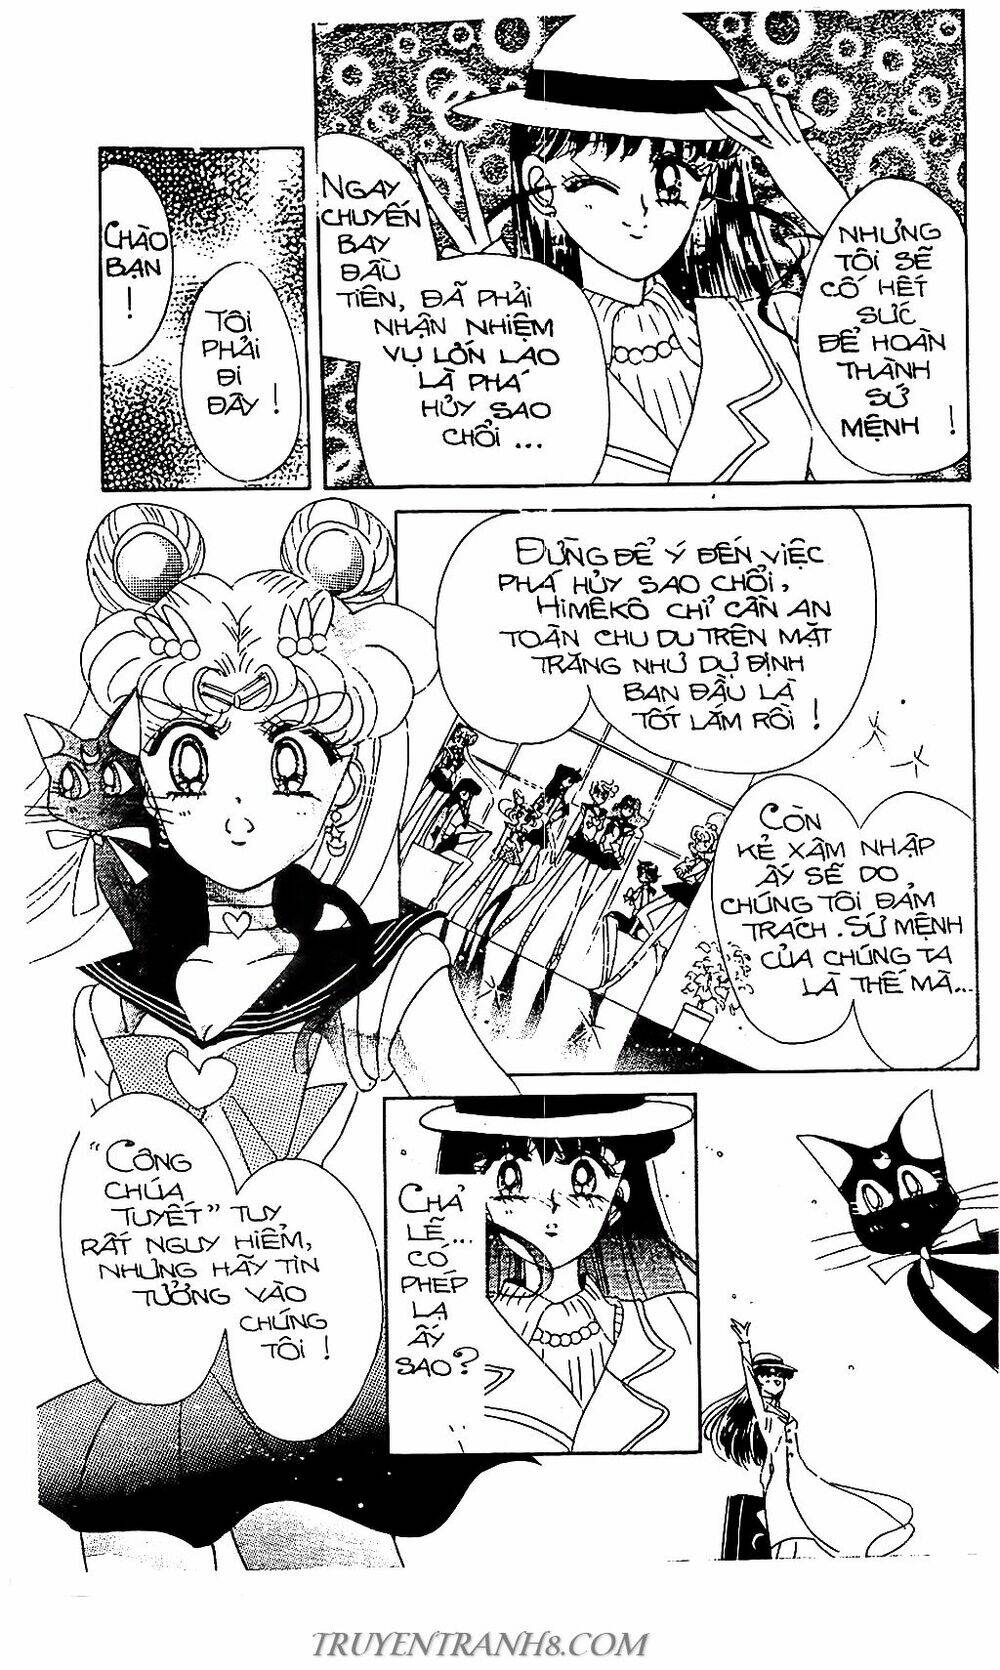 NHƯNG
TÔI SẼ
CỐ HẾT
SỨC
ĐỂ HOÀN
THÀNH
SỨ
MỆNH !
NGAY
CHUYẾN
BAY
ĐẦU
TIÊN, ĐÃ PHẢI
NHẬN NHIỆM
VỤ LỚN LAO
LÀ PHÁ
HỦY SAO
CHỔI ...
TÔI
PHẢI
ĐI
ĐÂY !
CHÀO
BẠN
!
ĐỪNG ĐỂ Ý ĐẾN VIỆC
PHÁ HỦY SAO CHỔI,
HIMÊKÔ CHỈ CẦN AN
TOÀN CHU DU TRÊN MẶT
TRĂNG NHƯ DỰ ĐỊNH
BAN ĐẦU LÀ
TỐT LẮM RỒI !
CÒN
KẺ XÂM NHẬP
ẤY SẼ DO
CHÚNG TÔI ĐẢM
TRÁCH. SỨ MỆNH
CỦA CHÚNG TA
LÀ THẾ MÀ...
"CÔNG
CHÚA
TUYẾT" TUY
RẤT NGUY HIỂM,
NHƯNG HÃY TIN
TƯỞNG VÀO
CHÚNG
TÔI !
CHẢ
LẼ...
CÓ
PHÉP
LẠ
ẤY
SAO?
TRUYENTRANH8.COM